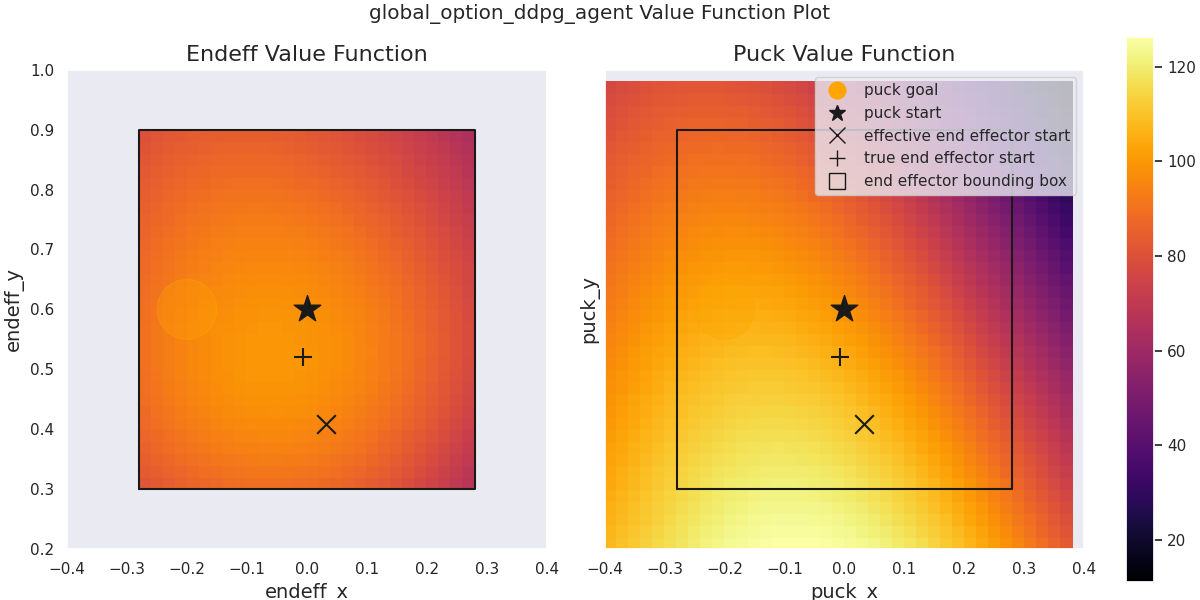 global_option_ddpg_agent Value Function Plot
Endeff Value Function
Puck Value Function
1.0
0.9
0.8
0.7
0.6
0.5
0.4
0.3
0.2
endeff_y
−0.4 −0.3 −0.2 −0.1 0.0 0.1 0.2 0.3 0.4
endeff_x
puck goal
puck start
effective end effector start
true end effector start
end effector bounding box
puck_y
−0.4 −0.3 −0.2 −0.1 0.0 0.1 0.2 0.3 0.4
puck_x
120
100
80
60
40
20